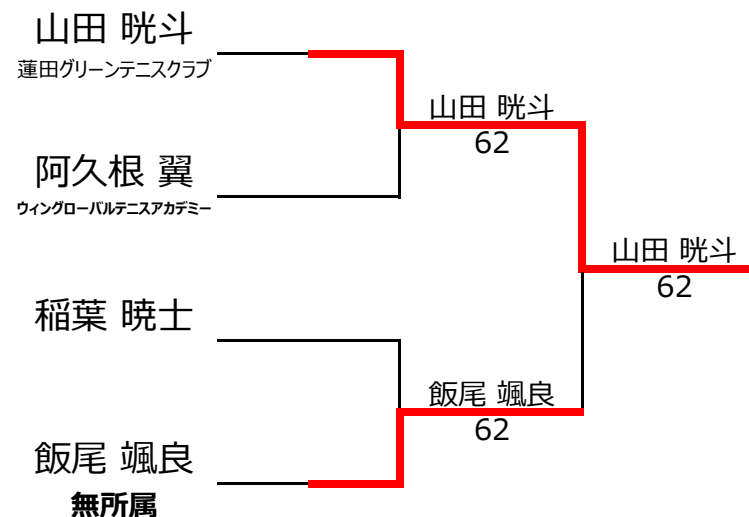 山田 晄斗
蓮田グリーンテニスクラブ
山田 晄斗
62
阿久根 翼
ウィングローバルテニスアカデミー
山田 晄斗
62
稲葉 暁士
飯尾 颯良
62
飯尾 颯良
無所属